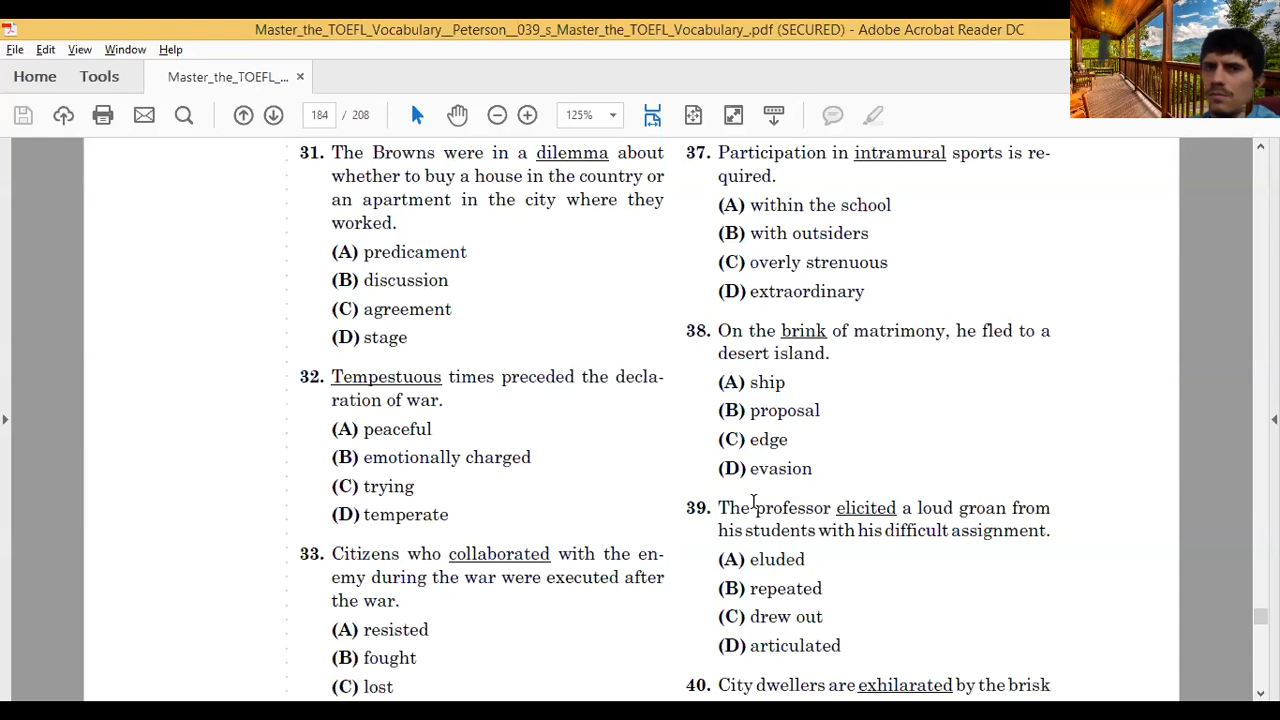 Master_the_TOEFL_Vocabulary__Peterson__039_s_Master_the_TOEFL_Vocabulary_.pdf (SECURED) - Adobe Acrobat Reader DC
File Edit View Window Help
Home Tools Master_the_TOEFL_... ×
184 / 208 125%
31. The Browns were in a dilemma about
whether to buy a house in the country or
an apartment in the city where they
worked.
(A) predicament
(B) discussion
(C) agreement
(D) stage
32. Tempestuous times preceded the decla-
ration of war.
(A) peaceful
(B) emotionally charged
(C) trying
(D) temperate
33. Citizens who collaborated with the en-
emy during the war were executed after
the war.
(A) resisted
(B) fought
(C) lost
37. Participation in intramural sports is re-
quired.
(A) within the school
(B) with outsiders
(C) overly strenuous
(D) extraordinary
38. On the brink of matrimony, he fled to a
desert island.
(A) ship
(B) proposal
(C) edge
(D) evasion
39. The professor elicited a loud groan from
his students with his difficult assignment.
(A) eluded
(B) repeated
(C) drew out
(D) articulated
40. City dwellers are exhilarated by the brisk